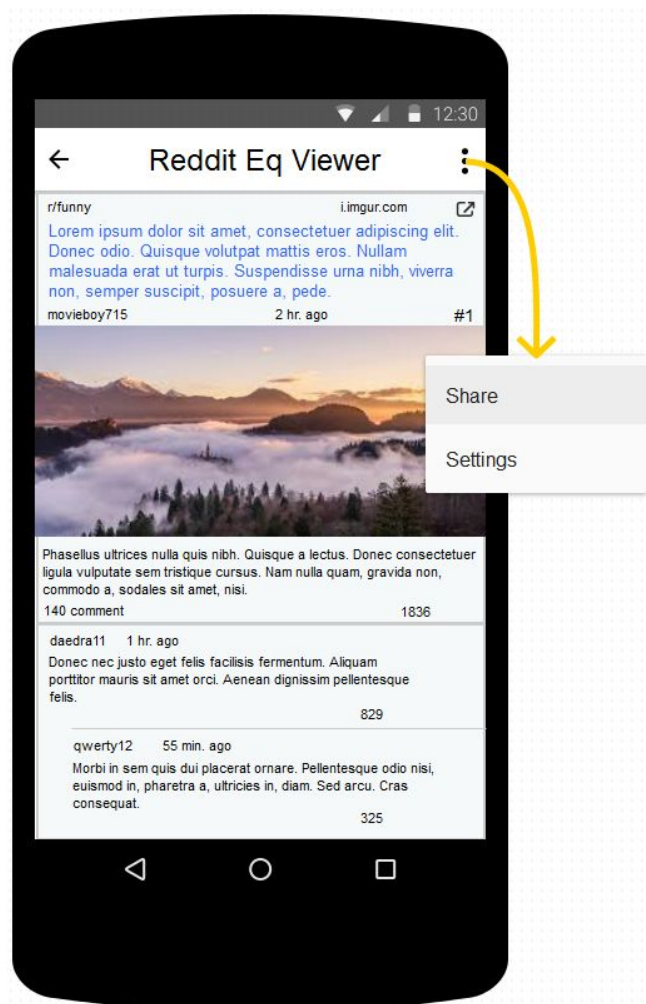 12:30
Reddit Eq Viewer
r/funny i.imgur.com
Lorem ipsum dolor sit amet, consectetuer adipiscing elit.
Donec odio. Quisque volutpat mattis eros. Nullam
malesuada erat ut turpis. Suspendisse urna nibh, viverra
non, semper suscipit, posuere a, pede.
movieboy715 2 hr. ago #1
Share
Settings
Phasellus ultrices nulla quis nibh. Quisque a lectus. Donec consectetuer
ligula vulputate sem tristique cursus. Nam nulla quam, gravida non,
commodo a, sodales sit amet, nisi.
140 comment 1836
daedra11 1 hr. ago
Donec nec justo eget felis facilisis fermentum. Aliquam
porttitor mauris sit amet orci. Aenean dignissim pellentesque
felis.
829
qwerty12 55 min. ago
Morbi in sem quis dui placerat ornare. Pellentesque odio nisi,
euismod in, pharetra a, ultricies in, diam. Sed arcu. Cras
consequat.
325